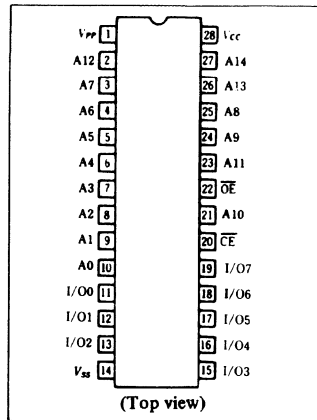 VPP 1 28 VCC
A12 2 27 A14
A7 3 26 A13
A6 4 25 A8
A5 5 24 A9
A4 6 23 A11
A3 7 22 OE
A2 8 21 A10
A1 9 20 CE
A0 10 19 I/O7
I/O0 11 18 I/O6
I/O1 12 17 I/O5
I/O2 13 16 I/O4
VSS 14 15 I/O3
(Top view)